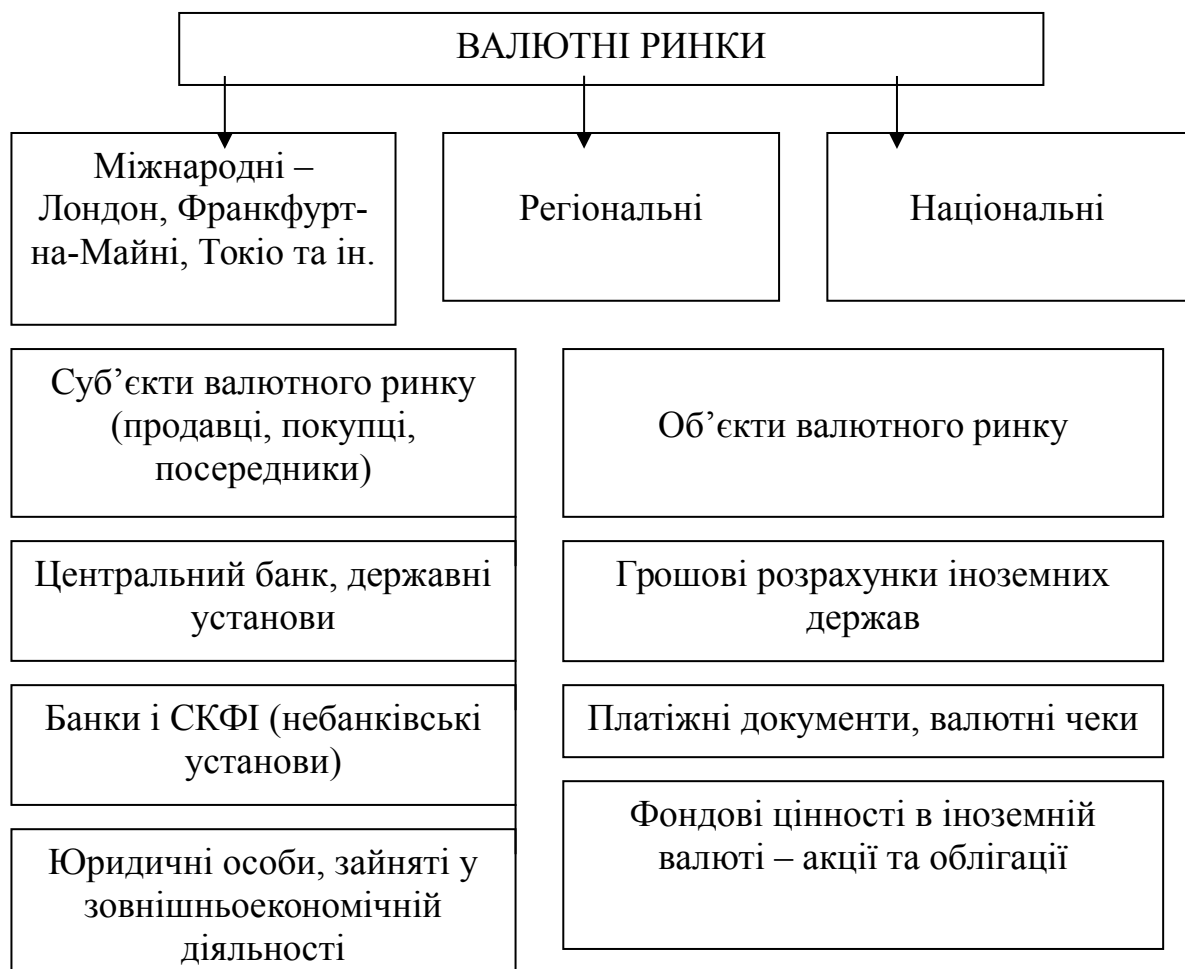 ВАЛЮТНІ РИНКИ
Міжнародні –
Лондон, Франкфурт-
на-Майні, Токіо та ін.
Регіональні
Національні
Суб’єкти валютного ринку
(продавці, покупці,
посередники)
Об’єкти валютного ринку
Центральний банк, державні
установи
Грошові розрахунки іноземних
держав
Банки і СКФІ (небанківські
установи)
Платіжні документи, валютні чеки
Фондові цінності в іноземній
валюті – акції та облігації
Юридичні особи, зайняті у
зовнішньоекономічній
діяльності